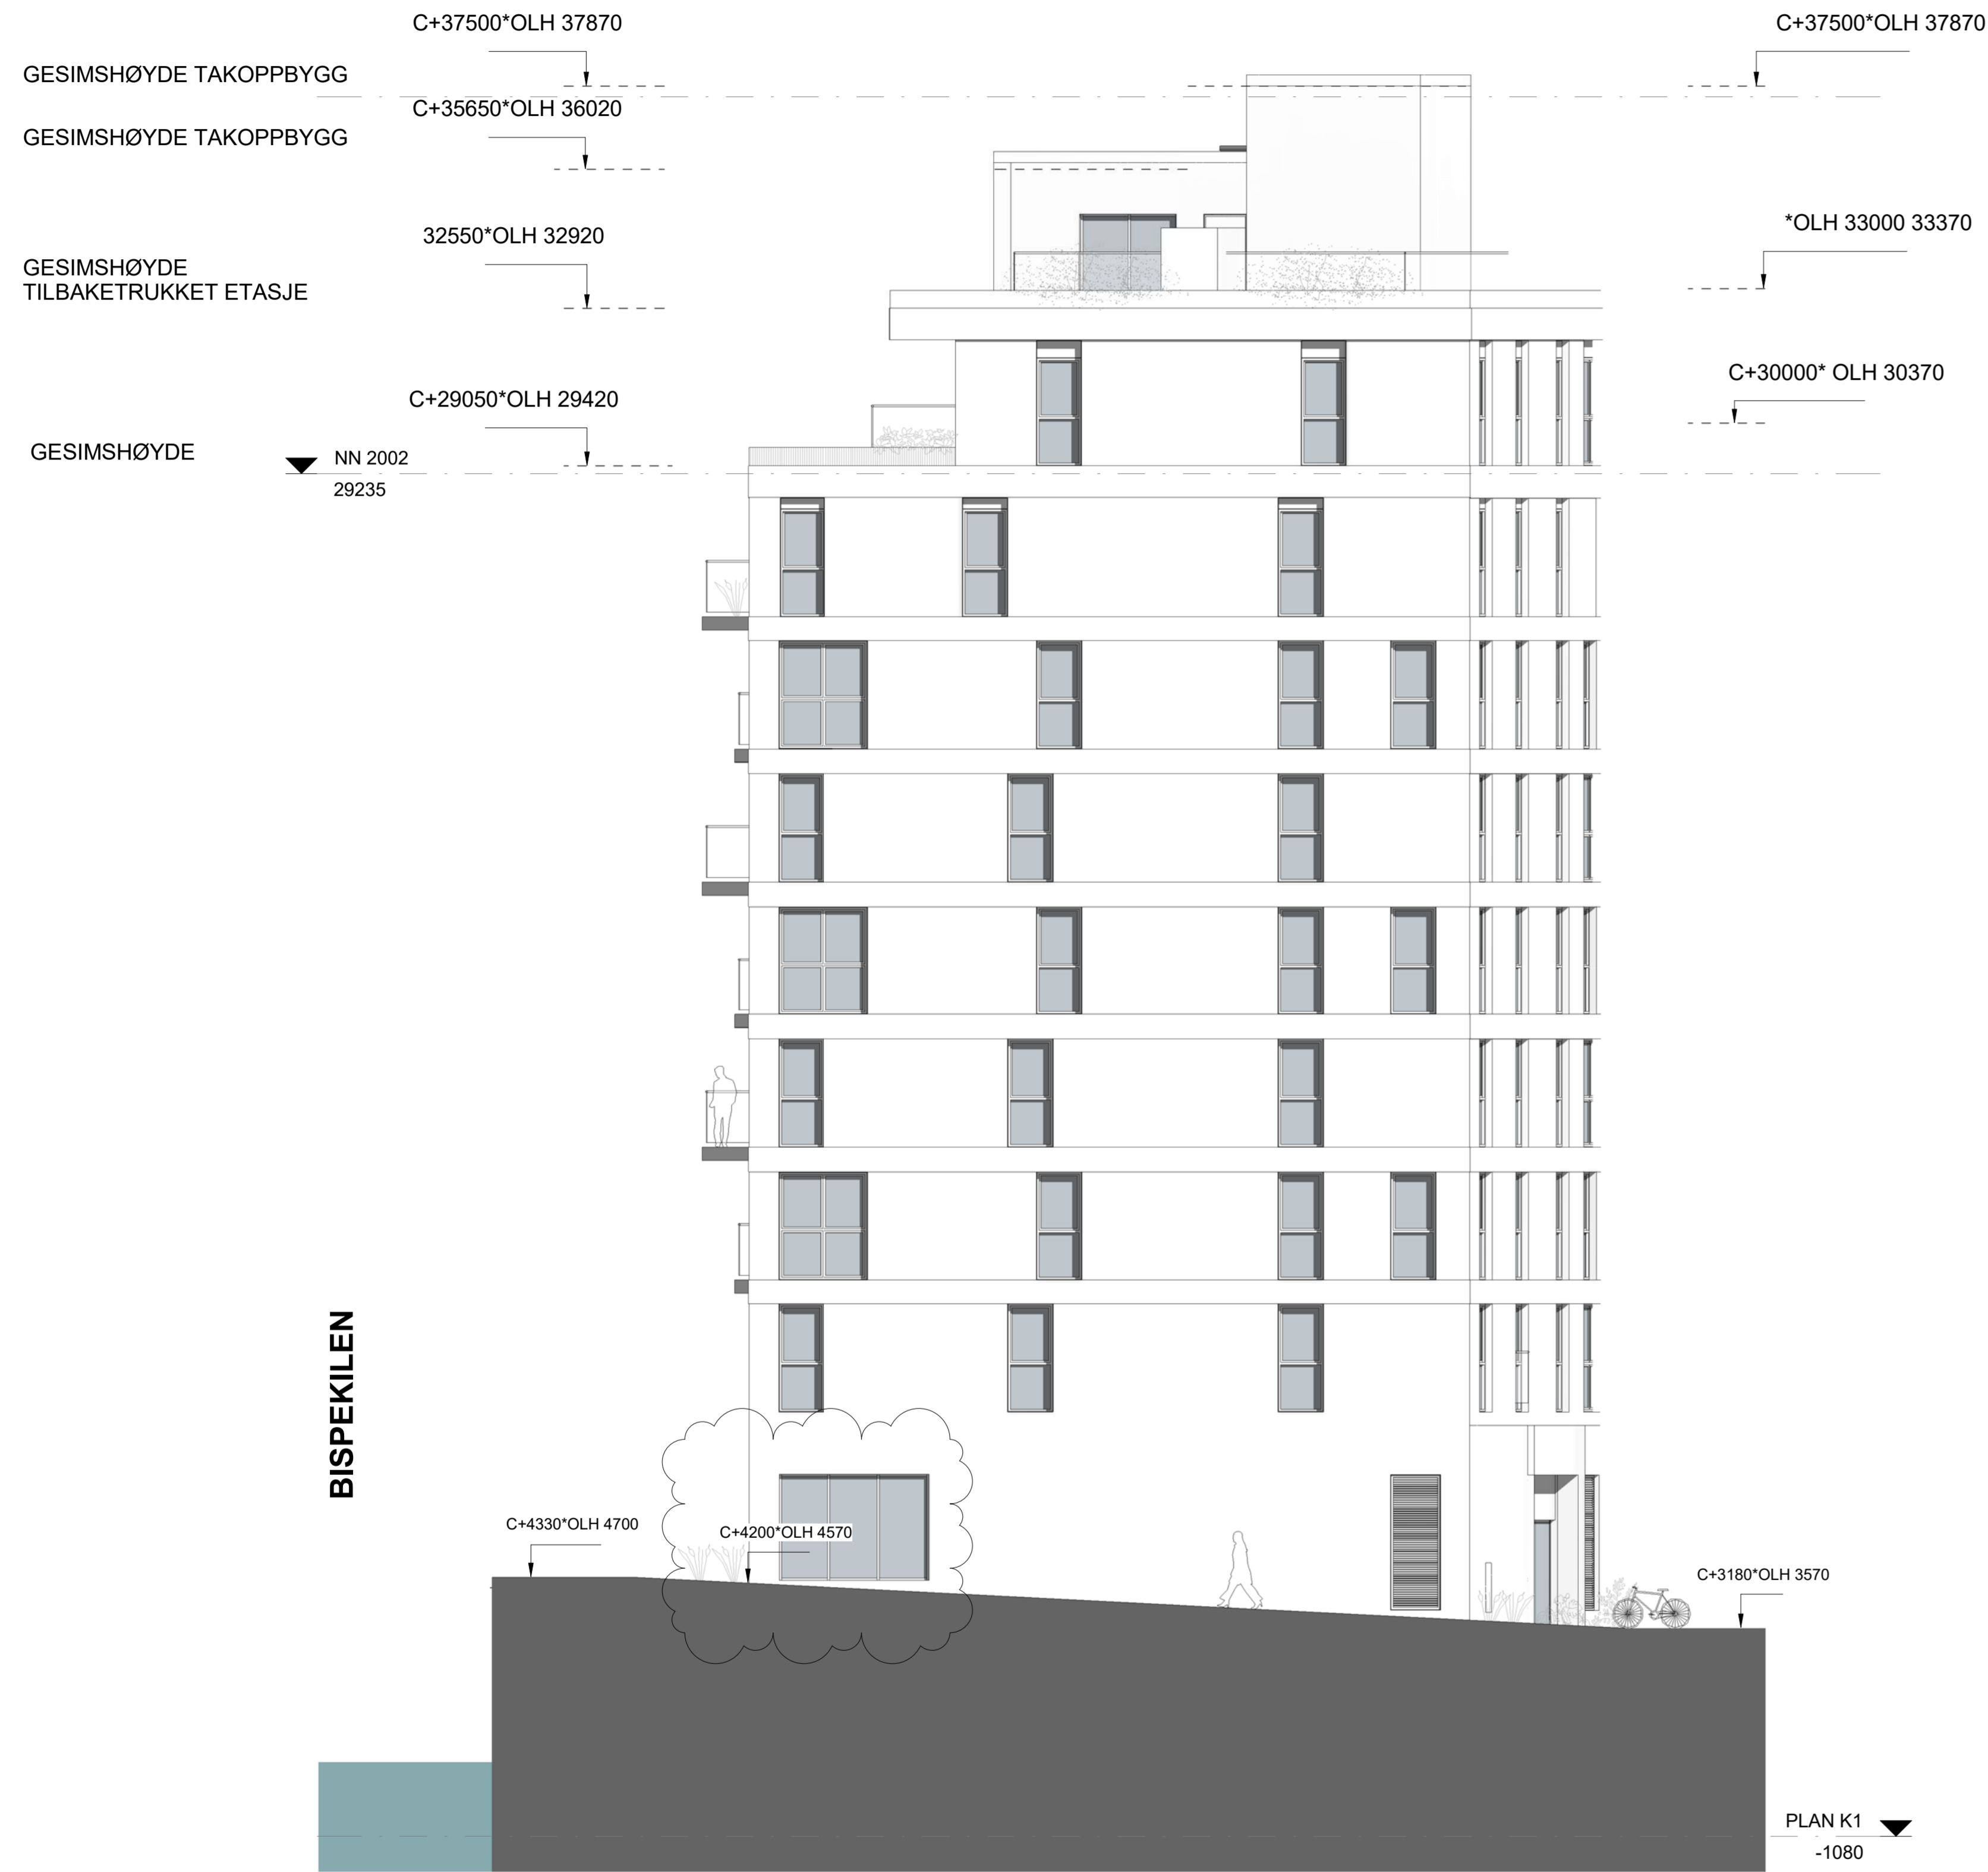 C+37500*OLH 37870
C+37500*OLH 37870
GESIMSHØYDE TAKOPPBYGG
C+35650*OLH 36020
GESIMSHØYDE TAKOPPBYGG
32550*OLH 32920
*OLH 33000 33370
GESIMSHØYDE
TILBAKETRUKKET ETASJE
C+30000* OLH 30370
C+29050*OLH 29420
GESIMSHØYDE
NN 2002
29235
BISPEKILEN
C+4330*OLH 4700
C+4200*OLH 4570
C+3180*OLH 3570
PLAN K1
-1080